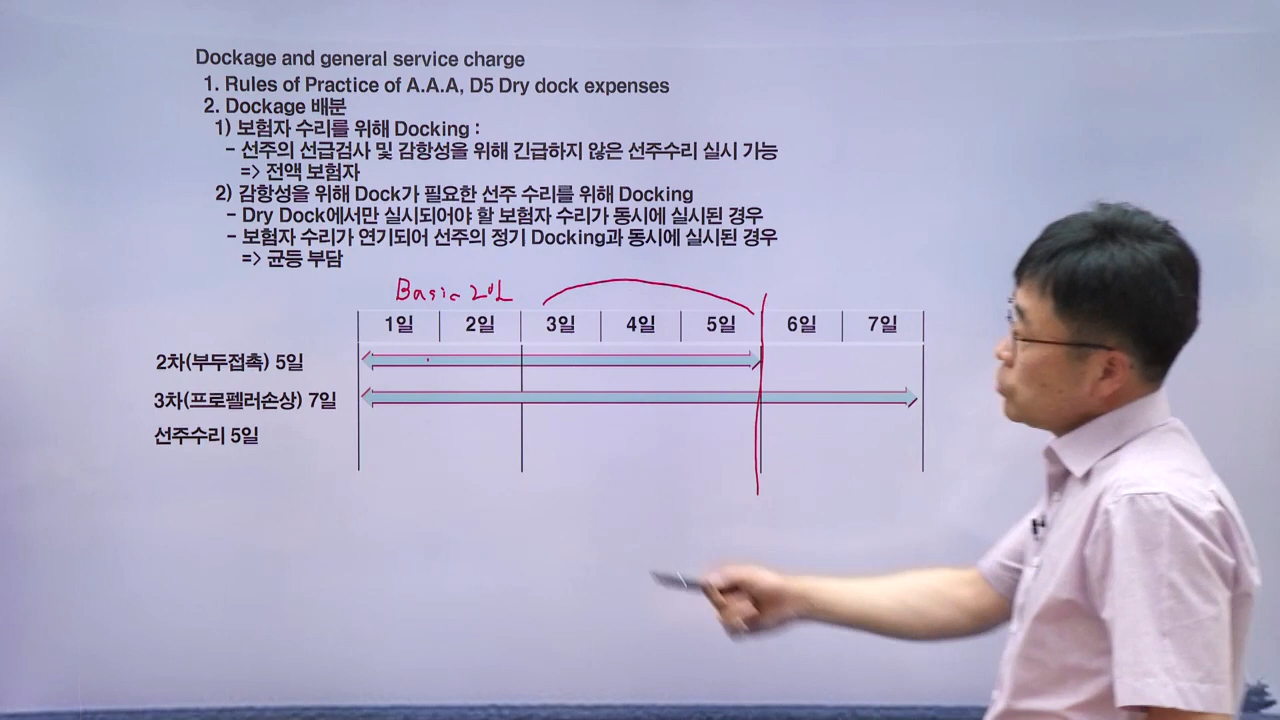 Dockage and general service charge
1. Rules of Practice of A.A.A, D5 Dry dock expenses
2. Dockage 배분
1) 보험자 수리를 위해 Docking :
- 선주의 선급검사 및 감항성을 위해 긴급하지 않은 선주수리 실시 가능
=> 전액 보험자
2) 감항성을 위해 Dock가 필요한 선주 수리를 위해 Docking
- Dry Dock에서만 실시되어야 할 보험자 수리가 동시에 실시된 경우
- 보험자 수리가 연기되어 선주의 정기 Docking과 동시에 실시된 경우
=> 균등 부담
Basic 2일
1일 2일 3일 4일 5일 6일 7일
2차(부두접촉) 5일
3차(프로펠러손상) 7일
선주수리 5일